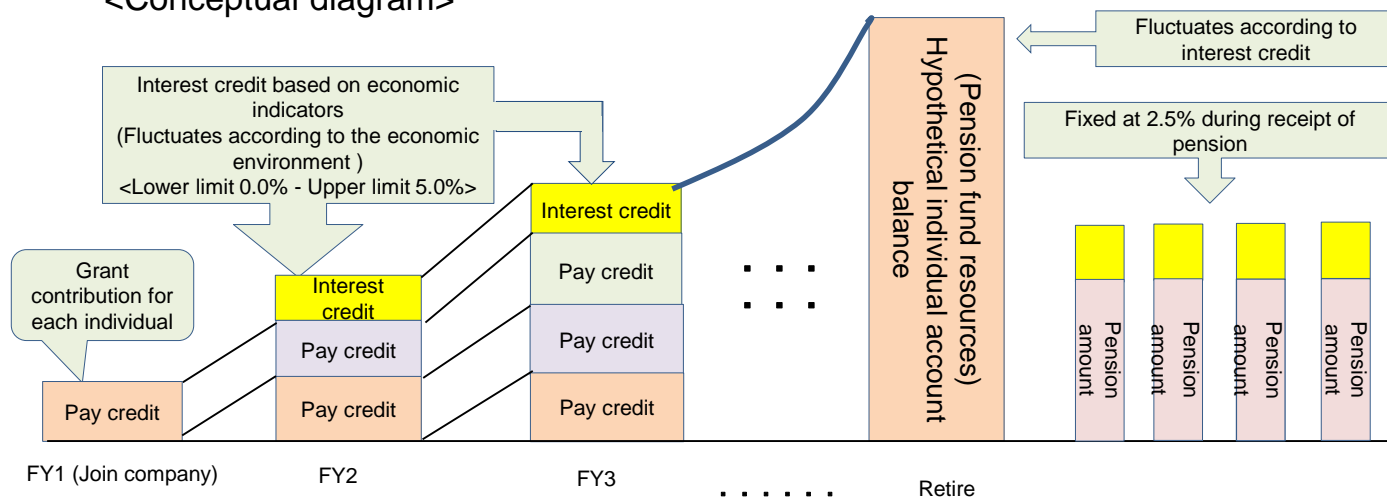 <Conceptual diagram>
Fluctuates according to
interest credit
Interest credit based on economic
indicators
(Fluctuates according to the economic
environment )
<Lower limit 0.0% - Upper limit 5.0%>
Fixed at 2.5% during receipt of
pension
Grant
contribution for
each individual
Pay credit
Interest
credit
Pay credit
Pay credit
Interest credit
Pay credit
Pay credit
Pay credit
. . .
. . .
(Pension fund resources)
Hypothetical individual account
balance
Pension
amount
Pension
amount
Pension
amount
Pension
amount
FY1 (Join company)
FY2
FY3
. . . . . .
Retire